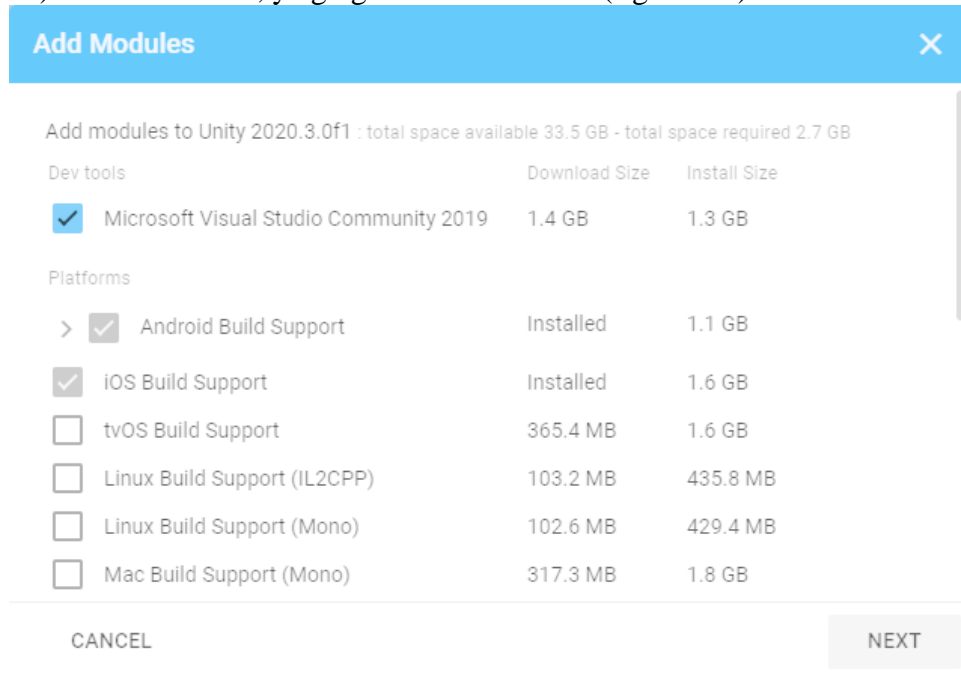 Add Modules
Add modules to Unity 2020.3.0f1 : total space available 33.5 GB - total space required 2.7 GB
Dev tools Download Size Install Size
Microsoft Visual Studio Community 2019 1.4 GB 1.3 GB
Platforms
Android Build Support Installed 1.1 GB
iOS Build Support Installed 1.6 GB
tvOS Build Support 365.4 MB 1.6 GB
Linux Build Support (IL2CPP) 103.2 MB 435.8 MB
Linux Build Support (Mono) 102.6 MB 429.4 MB
Mac Build Support (Mono) 317.3 MB 1.8 GB
CANCEL NEXT